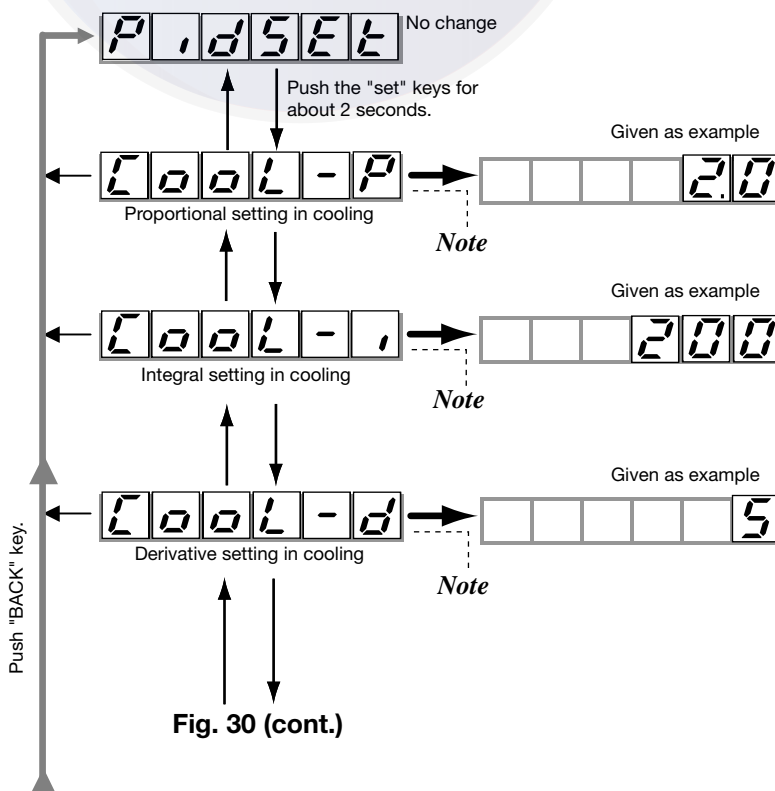 PidSEt No change
Push the "set" keys for
about 2 seconds.
Given as example
CooL-P 2.0
Proportional setting in cooling
Note
Given as example
CooL-i 200
Integral setting in cooling
Note
Given as example
CooL-d 5
Derivative setting in cooling
Note
Push "BACK" key.
Fig. 30 (cont.)